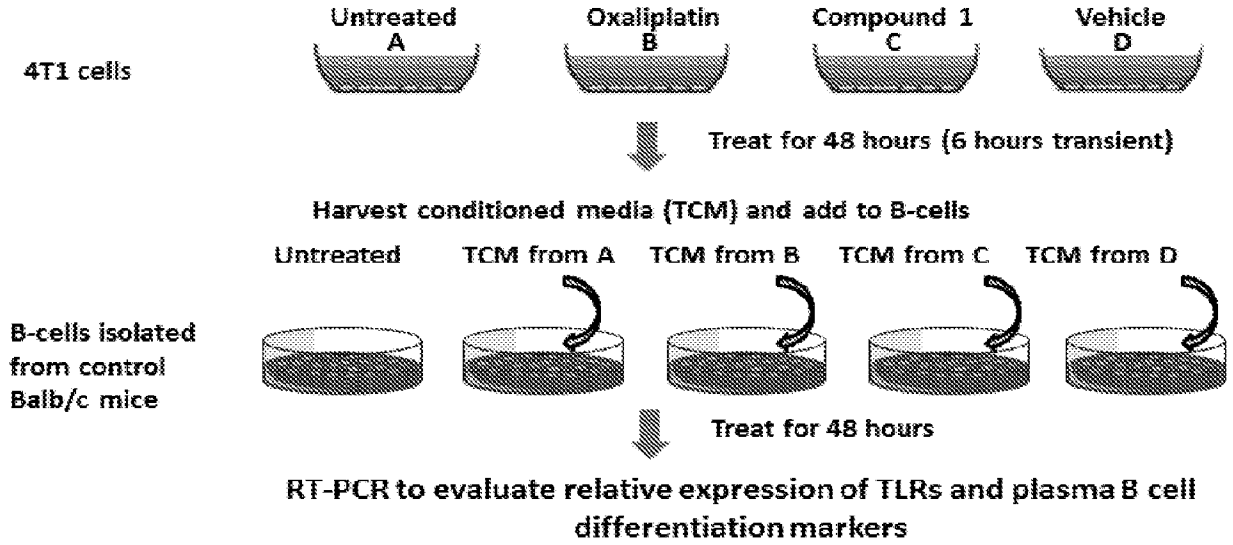 Untreated Oxaliplatin Compound 1 Vehicle
A B C D
4T1 cells
Treat for 48 hours (6 hours transient)
Harvest conditioned media (TCM) and add to B-cells
Untreated TCM from A TCM from B TCM from C TCM from D
B-cells isolated
from control
Balb/c mice
Treat for 48 hours
RT-PCR to evaluate relative expression of TLRs and plasma B cell
differentiation markers